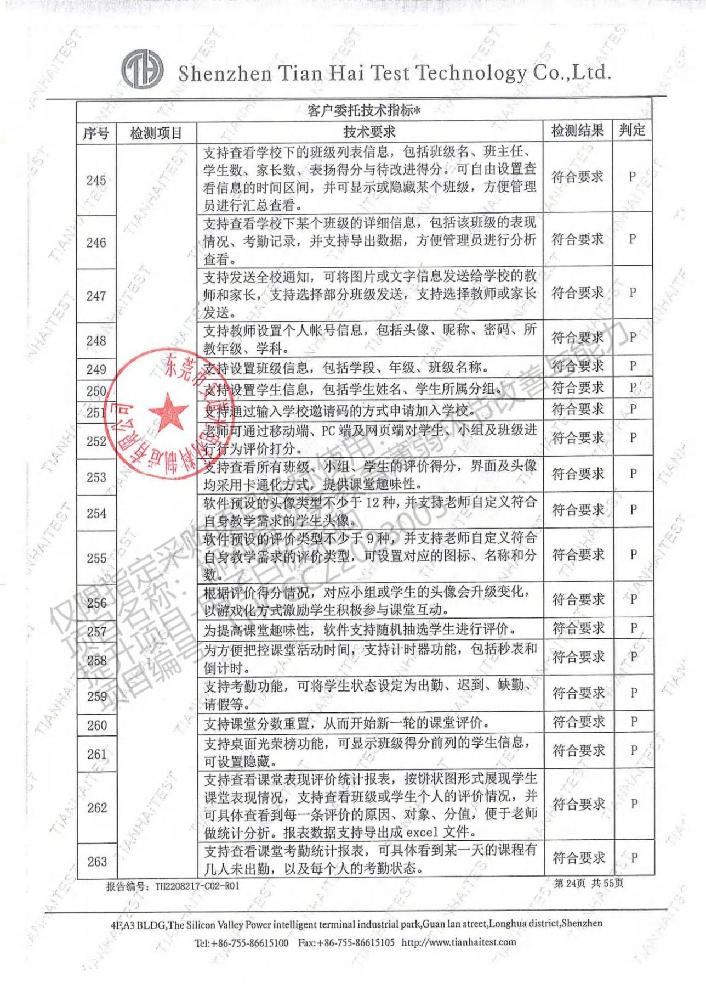 Shenzhen Tian Hai Test Technology Co.,Ltd.
客户委托技术指标*
序号 检测项目 技术要求 检测结果 判定
245 支持查看学校下的班级列表信息，包括班级名、班主任、
学生数、家长数、表扬得分与待改进得分。可自由设置查
看信息的时间区间，并可显示或隐藏某个班级，方便管理
员进行汇总查看。 符合要求 P
246 支持查看学校下某个班级的详细信息，包括该班级的表现
情况、考勤记录，并支持导出数据，方便管理员进行分析
查看。 符合要求 P
247 支持发送全校通知，可将图片或文字信息发送给学校的教
师和家长，支持选择部分班级发送，支持选择教师或家长
发送。 符合要求 P
248 支持教师设置个人帐号信息，包括头像、昵称、密码、所
教年级、学科。 符合要求 P
249 支持设置班级信息，包括学段、年级、班级名称。 符合要求 P
250 支持设置学生信息，包括学生姓名、学生所属分组。 符合要求 P
251 支持通过输入学校邀请码的方式申请加入学校。 符合要求 P
252 老师可通过移动端、PC 端及网页端对学生、小组及班级进
行行为评价打分。 符合要求 P
253 支持查看所有班级、小组、学生的评价得分，界面及头像
均采用卡通化方式，提供课堂趣味性。 符合要求 P
254 软件预设的头像类型不少于 12 种，并支持老师自定义符合
自身教学需求的学生头像。 符合要求 P
255 软件预设的评价类型不少于 9 种，并支持老师自定义符合
自身教学需求的评价类型，可设置对应的图标、名称和分
数。 符合要求 P
256 根据评价得分情况，对应小组或学生的头像会升级变化，
以游戏化方式激励学生积极参与课堂互动。 符合要求 P
257 为提高课堂趣味性，软件支持随机抽选学生进行评价。 符合要求 P
258 为方便把控课堂活动时间，支持计时器功能，包括秒表和
倒计时。 符合要求 P
259 支持考勤功能，可将学生状态设定为出勤、迟到、缺勤、
请假等。 符合要求 P
260 支持课堂分数重置，从而开始新一轮的课堂评价。 符合要求 P
261 支持桌面光荣榜功能，可显示班级得分前列的学生信息，
可设置隐藏。 符合要求 P
262 支持查看课堂表现评价统计报表，按饼状图形式展现学生
课堂表现情况，支持查看班级或学生个人的评价情况，并
可具体查看到每一条评价的原因、对象、分值，便于老师
做统计分析。报表数据支持导出成 excel 文件。 符合要求 P
263 支持查看课堂考勤统计报表，可具体看到某一天的课程有
几人未出勤，以及每个人的考勤状态。 符合要求 P
报告编号：TH2208217-C02-R01 第 24页 共 55页
4F,A3 BLDG,The Silicon Valley Power intelligent terminal industrial park,Guan lan street,Longhua district,Shenzhen
Tel:+86-755-86615100 Fax:+86-755-86615105 http://www.tianhaitest.com